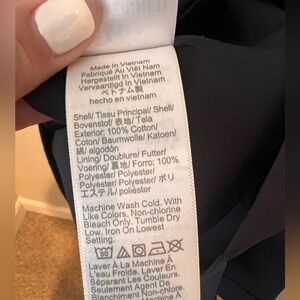 Made In Vietnam
Fabriqué Au Viêt Nam
Hergestellt In Vietnam
Vervaardigd In Vietnam
ベトナム製
hecho en vietnam
Shell/ Tissu Principal/ Shell/
Bovenstof/ 表地/ Tela
Exterior: 100% Cotton/
Coton/ Baumwolle/ Katoen/
綿/ algodón
Lining/ Doublure/ Futter/
Voering/ 裏地/ Forro: 100%
Polyester/ Polyester/
Polyester/ Polyester/ ポリ
エステル/ poliéster
Machine Wash Cold. With
Like Colors. Non-chlorine
Bleach Only. Tumble Dry
Low. Iron On Lowest
Setting.
30
Laver À La Machine À
L'eau Froide. Laver En
Séparant Les Couleurs.
Seulement Agent De
Blanchiment Non-chlore.